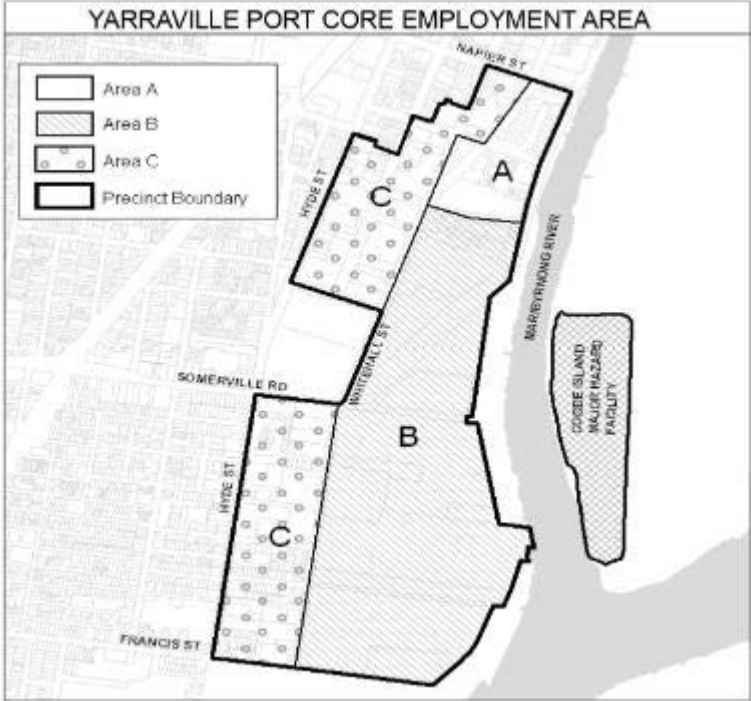 YARRAVILLE PORT CORE EMPLOYMENT AREA
NAPIER ST
Area A
Area B
Area C
Precinct Boundary
A
C
HYDE ST
MARIBYRNONG RIVER
WHITEHALL ST
COODE ISLAND
MAJOR HAZARD
FACILITY
SOMERVILLE RD
B
HYDE ST
C
FRANCIS ST